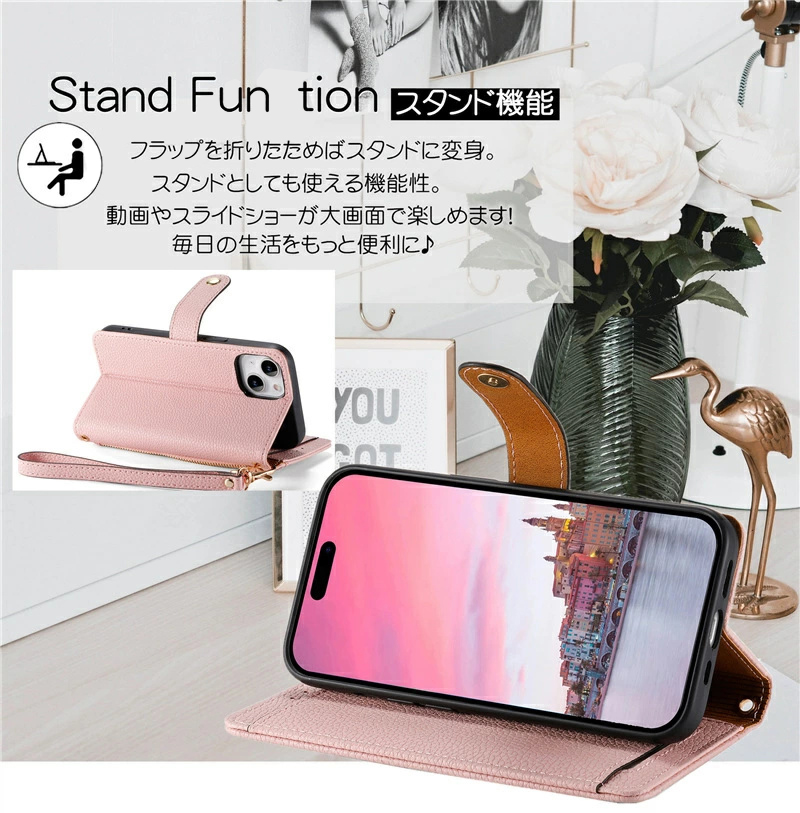 Stand Fun tion スタンド機能
フラップを折りたためばスタンドに変身。
スタンドとしても使える機能性。
動画やスライドショーが大画面で楽しめます!
毎日の生活をもっと便利に♪
YOU
GOT